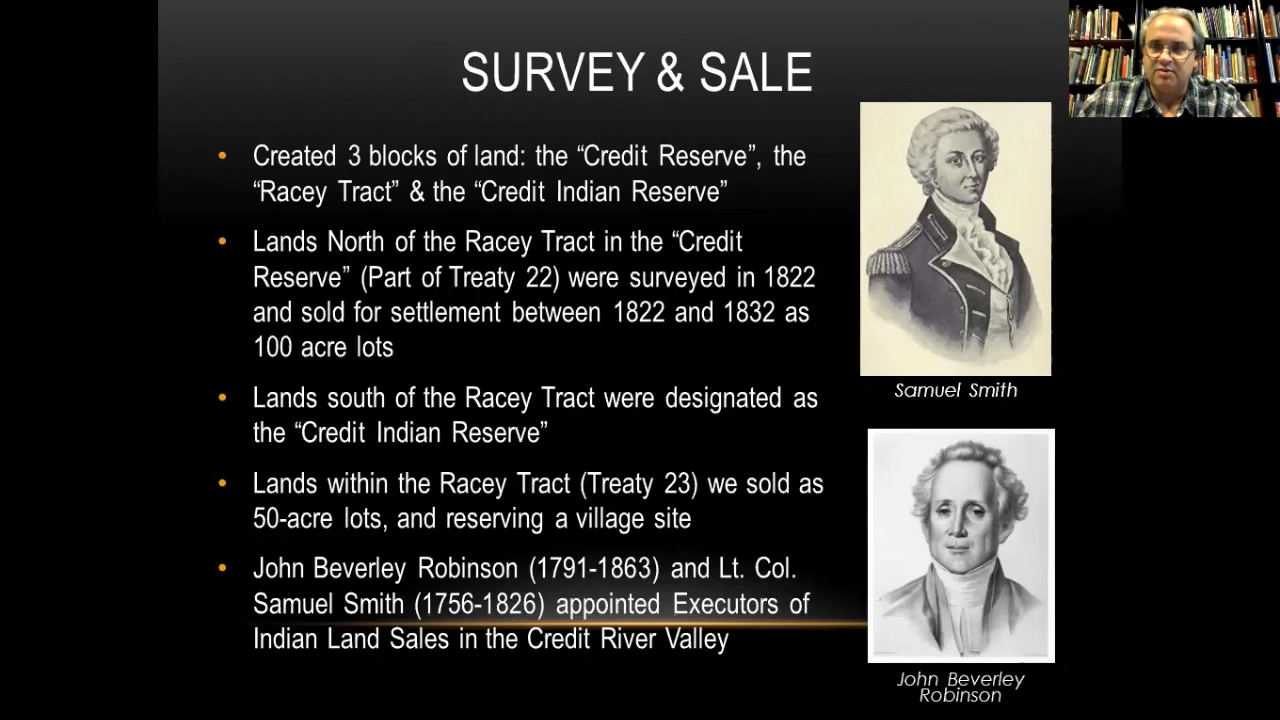 SURVEY & SALE
• Created 3 blocks of land: the “Credit Reserve”, the
“Racey Tract” & the “Credit Indian Reserve”
• Lands North of the Racey Tract in the “Credit
Reserve” (Part of Treaty 22) were surveyed in 1822
and sold for settlement between 1822 and 1832 as
100 acre lots
• Lands south of the Racey Tract were designated as
the “Credit Indian Reserve”
• Lands within the Racey Tract (Treaty 23) we sold as
50-acre lots, and reserving a village site
• John Beverley Robinson (1791-1863) and Lt. Col.
Samuel Smith (1756-1826) appointed Executors of
Indian Land Sales in the Credit River Valley
Samuel Smith
John Beverley
Robinson